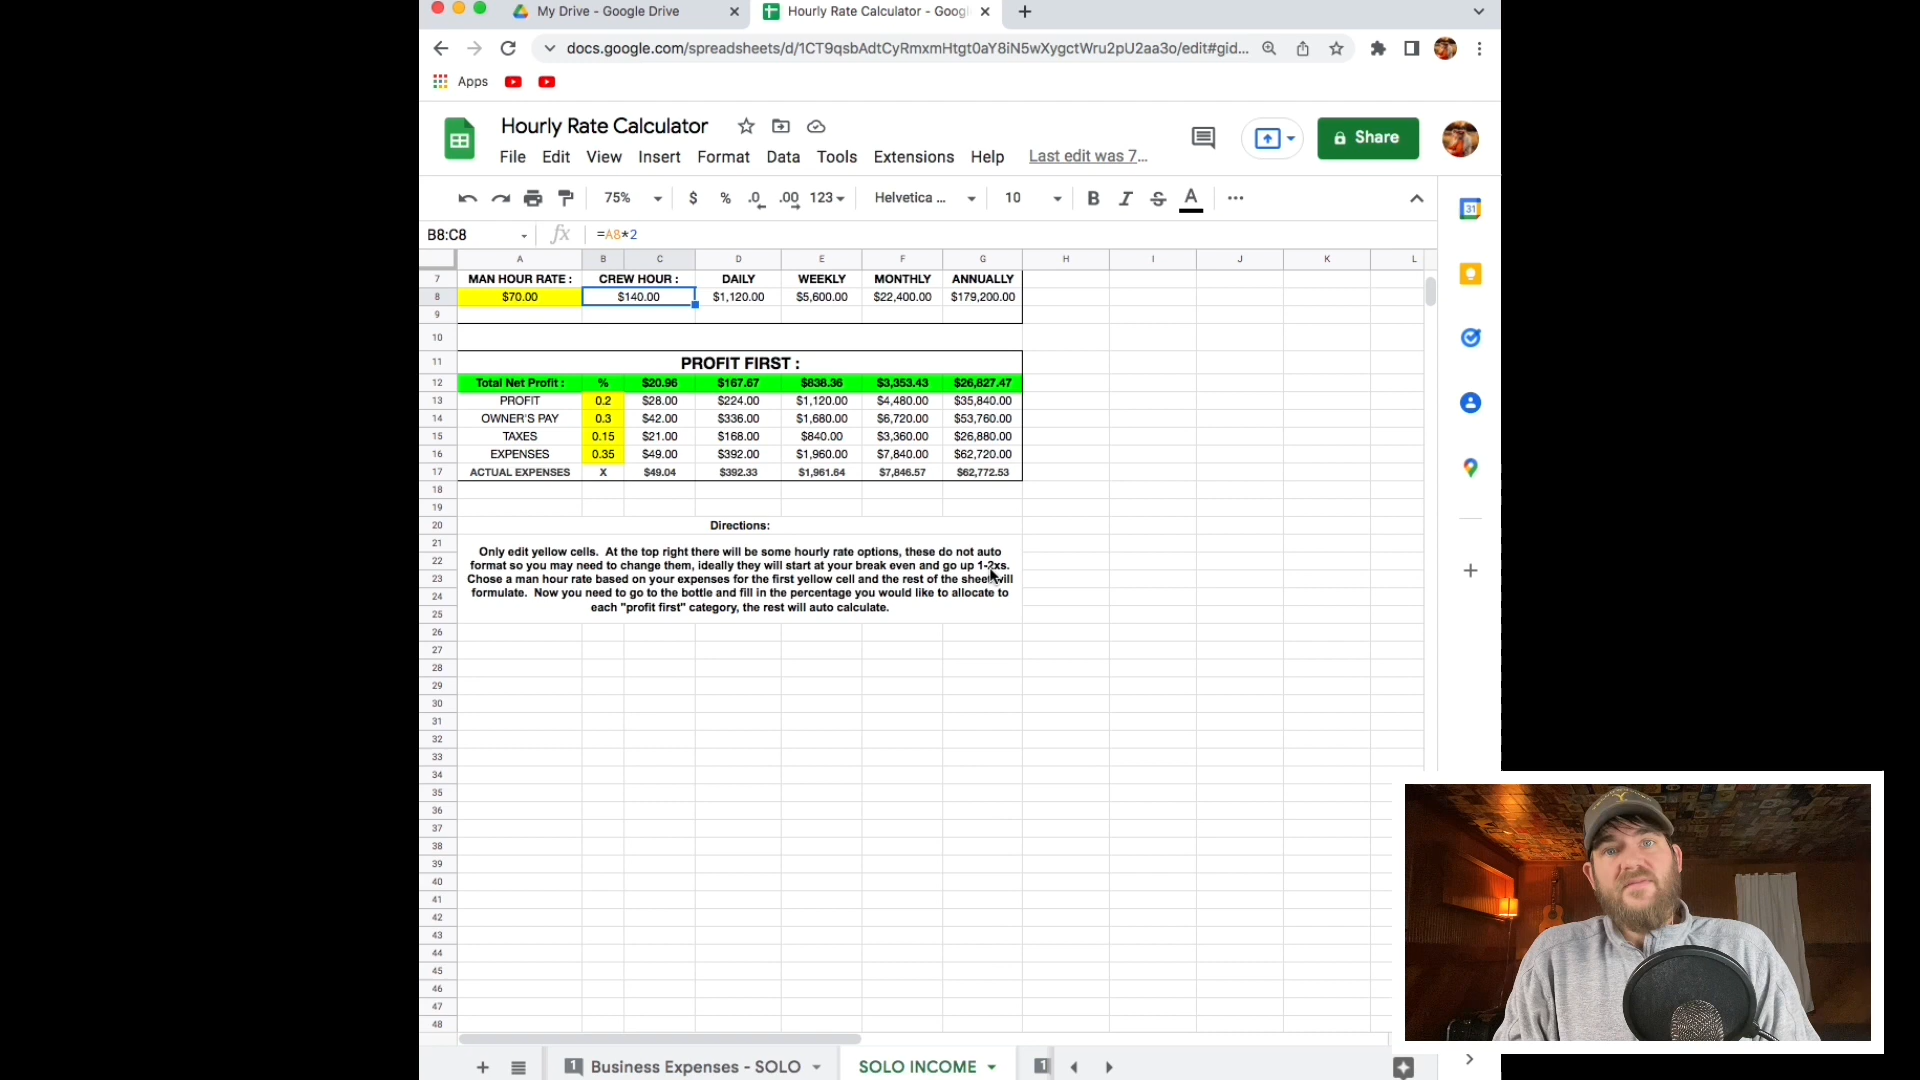 My Drive - Google Drive
Hourly Rate Calculator - Googl
docs.google.com/spreadsheets/d/1CT9qsbAdtCyRmxmHtgt0aY8iN5wXygctWru2pU2aa3o/edit#gid...
Apps
Hourly Rate Calculator
File Edit View Insert Format Data Tools Extensions Help Last edit was 7...
Share
75% $ % .0 .00 123 Helvetica ... 10 B I S A ...
31
B8:C8 fx =A8*2
A B C D E F G H I J K L
7 MAN HOUR RATE : CREW HOUR : DAILY WEEKLY MONTHLY ANNUALLY
8 $70.00 $140.00 $1,120.00 $5,600.00 $22,400.00 $179,200.00
9
10
11 PROFIT FIRST :
12 Total Net Profit : % $20.96 $167.67 $838.36 $3,353.43 $26,827.47
13 PROFIT 0.2 $28.00 $224.00 $1,120.00 $4,480.00 $35,840.00
14 OWNER'S PAY 0.3 $42.00 $336.00 $1,680.00 $6,720.00 $53,760.00
15 TAXES 0.15 $21.00 $168.00 $840.00 $3,360.00 $26,880.00
16 EXPENSES 0.35 $49.00 $392.00 $1,960.00 $7,840.00 $62,720.00
17 ACTUAL EXPENSES X $49.04 $392.33 $1,961.64 $7,846.57 $62,772.53
18
19
20 Directions:
21
Only edit yellow cells. At the top right there will be some hourly rate options, these do not auto
22 format so you may need to change them, ideally they will start at your break even and go up 1-2xs.
23 Chose a man hour rate based on your expenses for the first yellow cell and the rest of the sheet will
24 formulate. Now you need to go to the bottle and fill in the percentage you would like to allocate to
25 each "profit first" category, the rest will auto calculate.
26
27
28
29
30
31
32
33
34
35
36
37
38
39
40
41
42
43
44
45
46
47
48
1 Business Expenses - SOLO SOLO INCOME 1